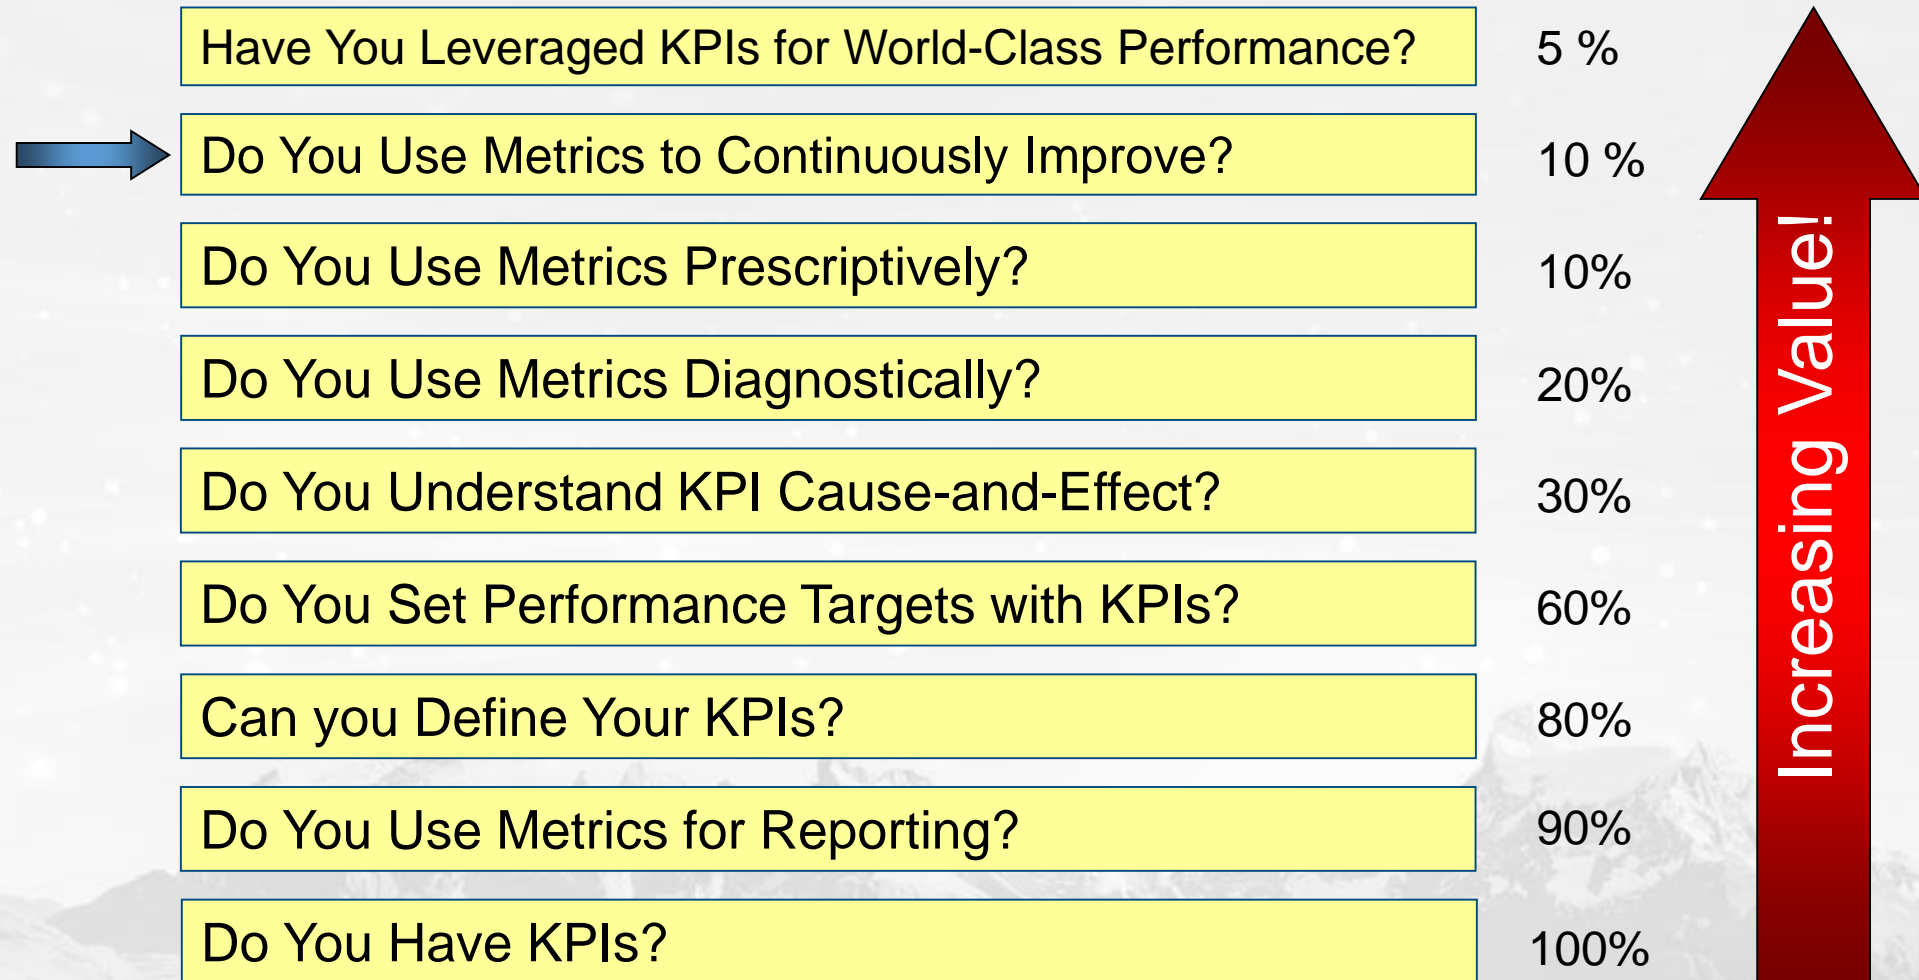 Have You Leveraged KPIs for World-Class Performance? 5 %
Do You Use Metrics to Continuously Improve? 10 %
Do You Use Metrics Prescriptively? 10%
Do You Use Metrics Diagnostically? 20%
Do You Understand KPI Cause-and-Effect? 30%
Do You Set Performance Targets with KPIs? 60%
Can you Define Your KPIs? 80%
Do You Use Metrics for Reporting? 90%
Do You Have KPIs? 100%
Increasing Value!